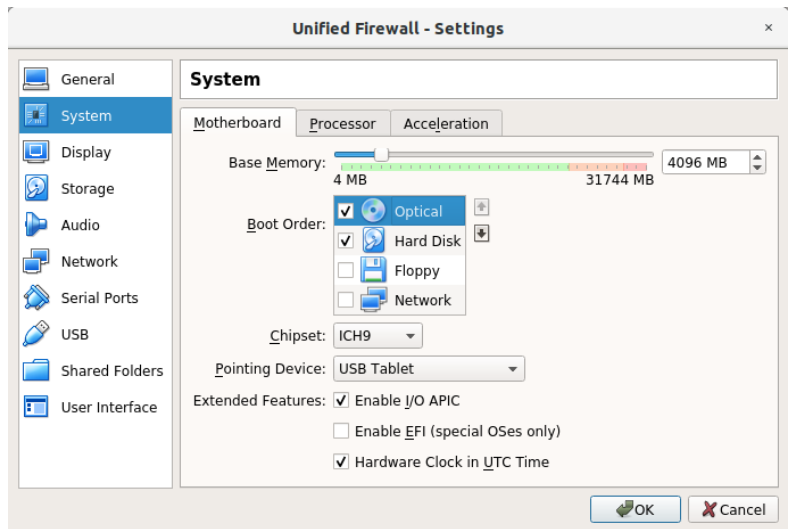 Unified Firewall - Settings
General
System
Display
Storage
Audio
Network
Serial Ports
USB
Shared Folders
User Interface
System
Motherboard Processor Acceleration
Base Memory: 4096 MB
4 MB 31744 MB
Boot Order:
Optical
Hard Disk
Floppy
Network
Chipset: ICH9
Pointing Device: USB Tablet
Extended Features: Enable I/O APIC
Enable EFI (special OSes only)
Hardware Clock in UTC Time
OK Cancel